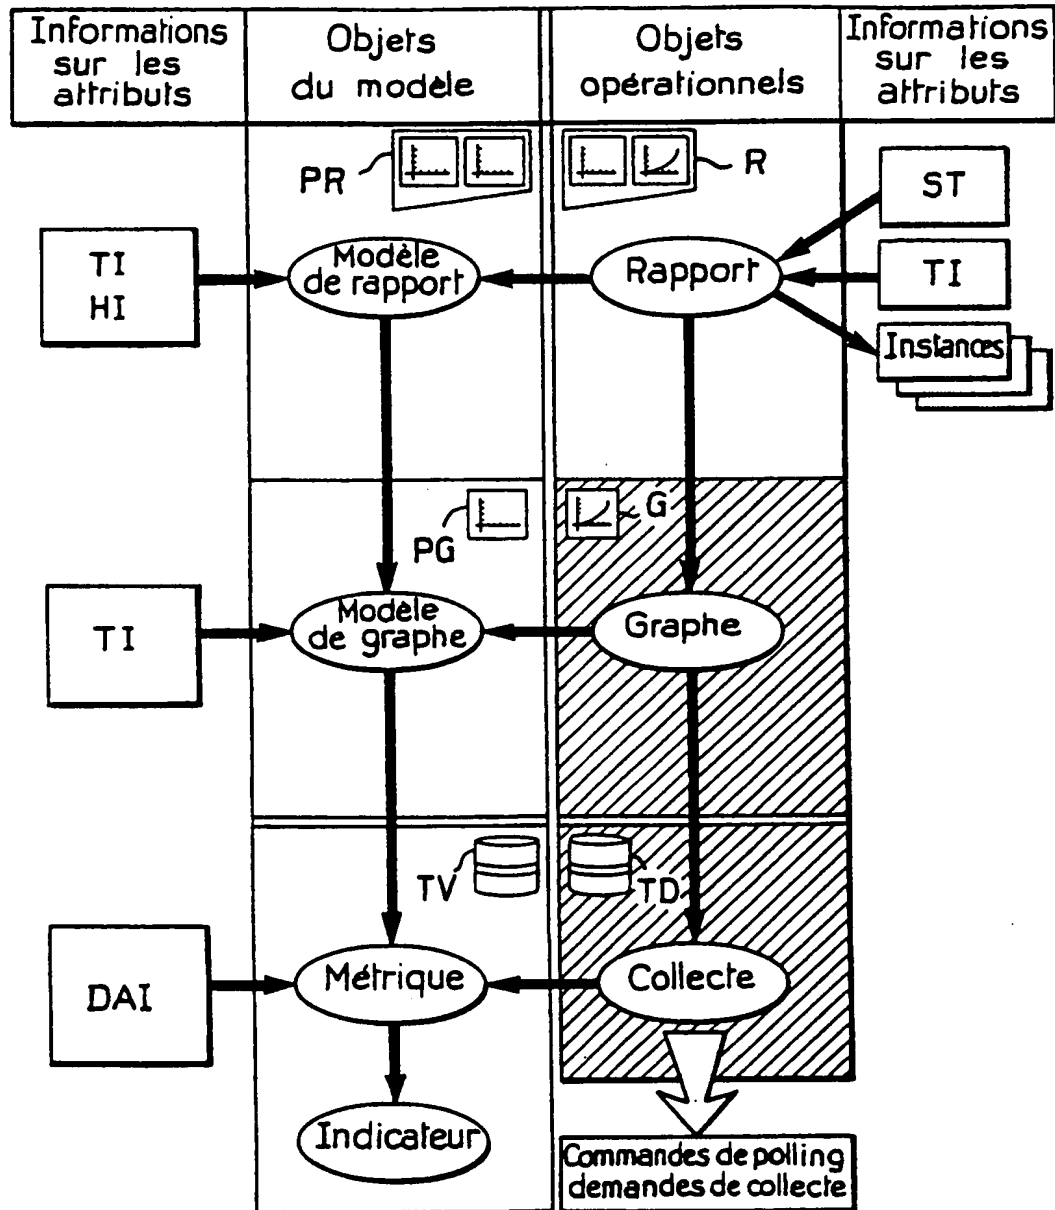 Informations
sur les
attributs
Objets
du modèle
Objets
opérationnels
Informations
sur les
attributs
PR
R
ST
TI
HI
Modèle
de rapport
Rapport
TI
Instances
PG
G
TI
Modèle
de graphe
Graphe
TV
TD
DAI
Métrique
Collecte
Indicateur
Commandes de polling
demandes de collecte